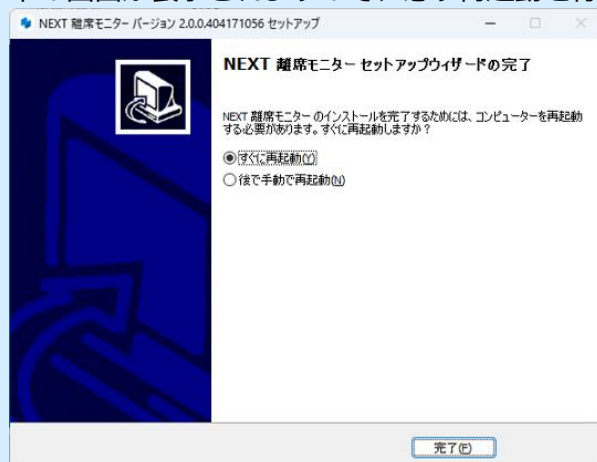 NEXT 離席モニター バージョン 2.0.0.404171056 セットアップ
NEXT 離席モニター セットアップウィザードの完了
NEXT 離席モニター のインストールを完了するためには、コンピューターを再起動
する必要があります。すぐに再起動しますか?
すぐに再起動(Y)
後で手動で再起動(N)
完了(F)